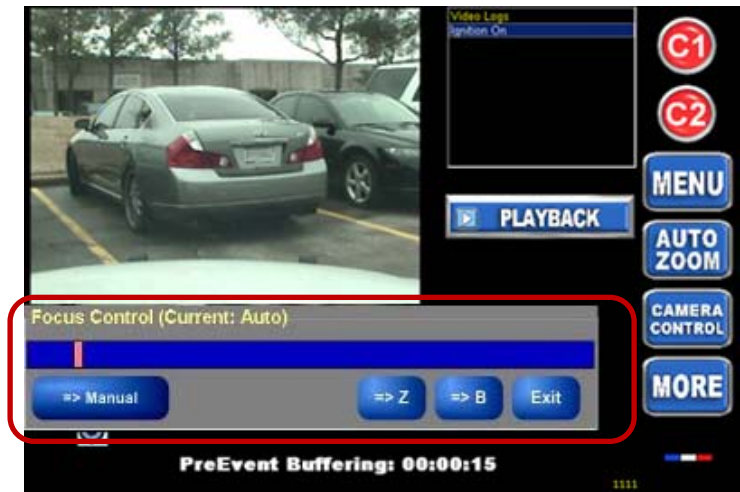 Video Logs
Ignition On
C1
C2
MENU
PLAYBACK
AUTO
ZOOM
Focus Control (Current: Auto)
CAMERA
CONTROL
=> Manual
=> Z
=> B
Exit
MORE
PreEvent Buffering: 00:00:15
1111